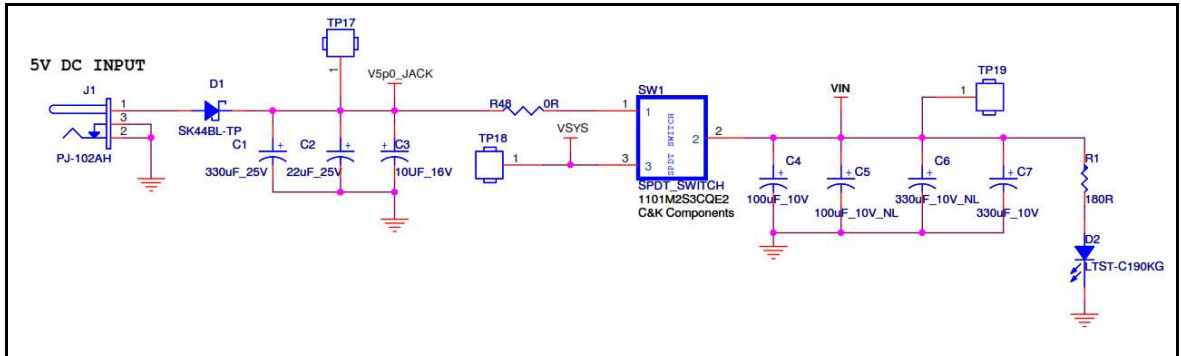 TP17
1
5V DC INPUT
J1
1
3
2
PJ-102AH
D1
SK44BL-TP
V5p0_JACK
C1
330uF_25V
C2
22uF_25V
C3
10UF_16V
R48
0R
TP18
1
VSYS
SW1
1
1
3
3
2
2
SPDT SWITCH
SPDT_SWITCH
1101M2S3CQE2
C&K Components
VIN
TP19
1
C4
100uF_10V
C5
100uF_10V_NL
C6
330uF_10V_NL
C7
330uF_10V
R1
180R
D2
LTST-C190KG